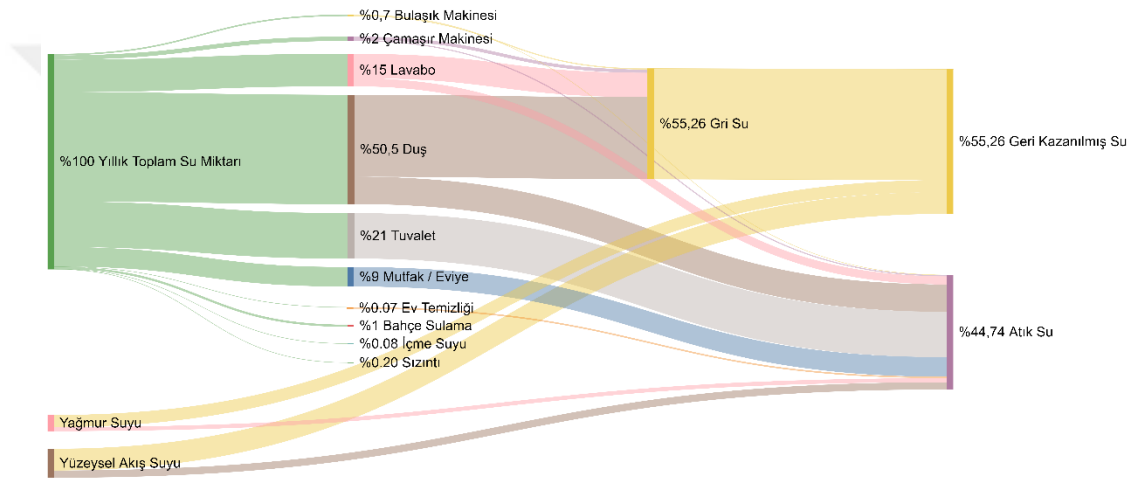 %0,7 Bulaşık Makinesi
%2 Çamaşır Makinesi
%15 Lavabo
%55,26 Gri Su
%55,26 Geri Kazanılmış Su
%50,5 Duş
%100 Yıllık Toplam Su Miktarı
%21 Tuvalet
%9 Mutfak / Eviye
%0.07 Ev Temizliği
%1 Bahçe Sulama
%44,74 Atık Su
%0.08 İçme Suyu
%0.20 Sızıntı
Yağmur Suyu
Yüzeysel Akış Suyu